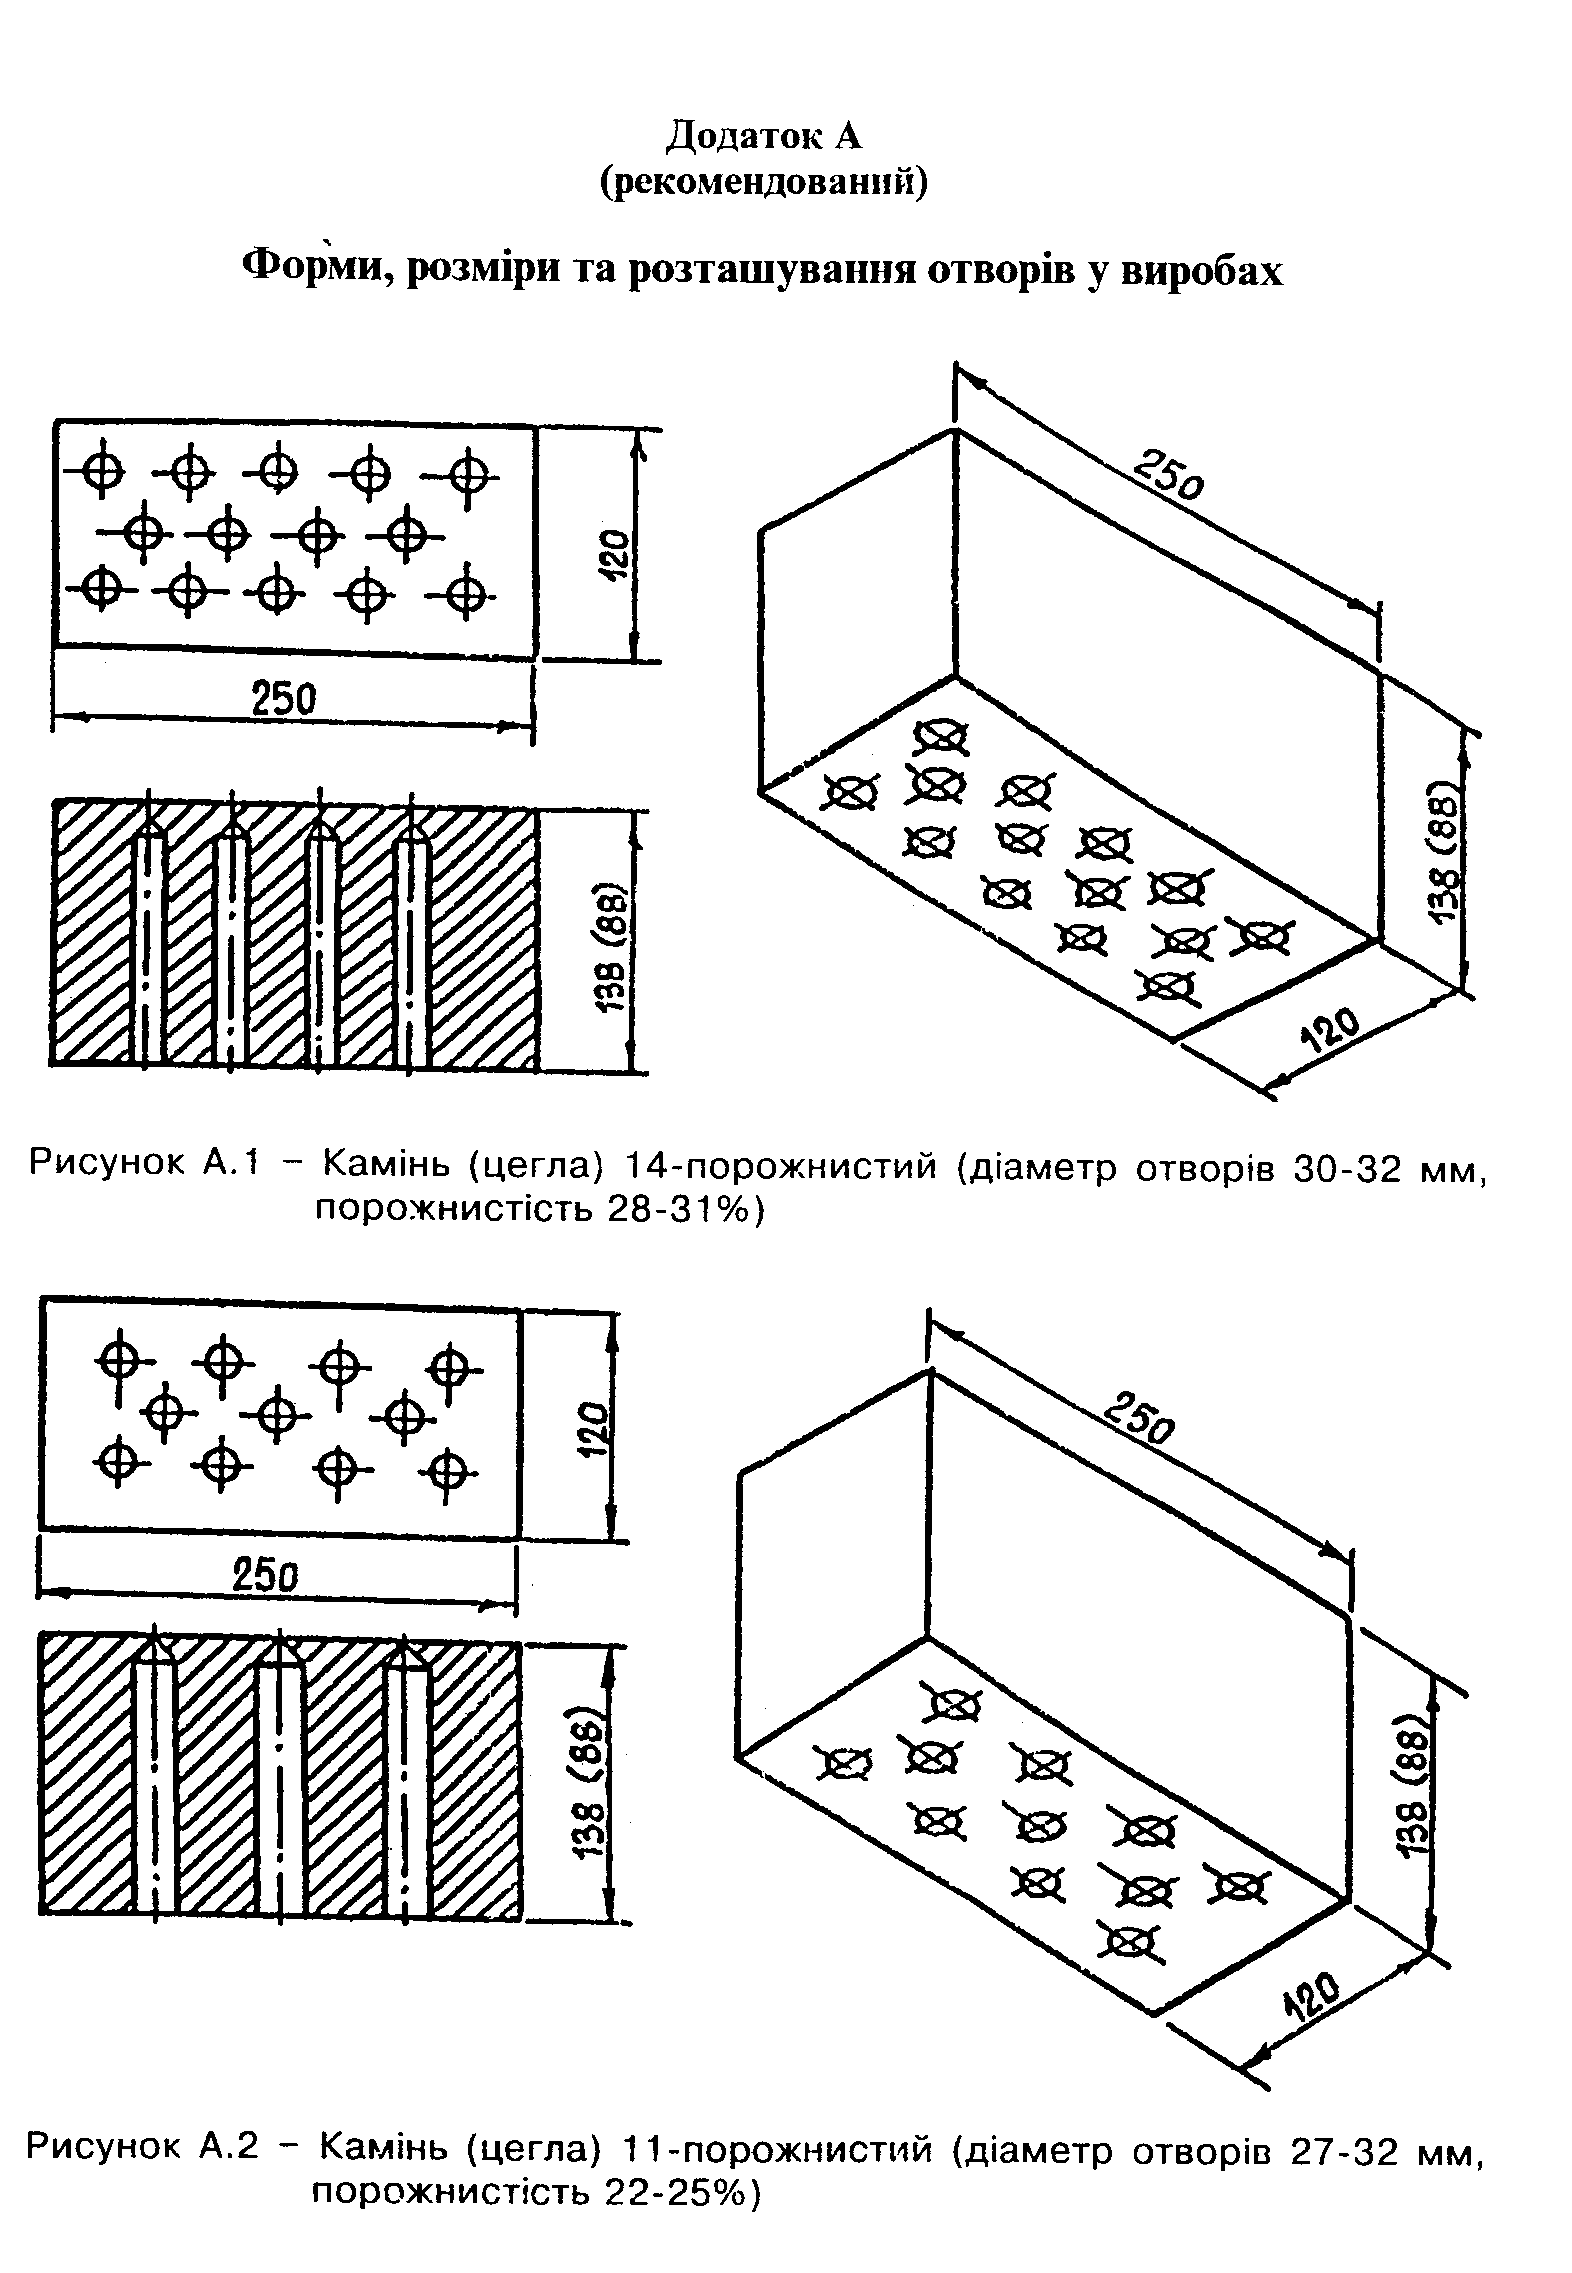 Додаток А
(рекомендований)
Форми, розміри та розташування отворів у виробах
250
120
250
138 (88)
138 (88)
120
Рисунок А.1 – Камінь (цегла) 14-порожнистий (діаметр отворів 30-32 мм,
порожнистість 28-31%)
250
120
250
138 (88)
138 (88)
120
Рисунок А.2 – Камінь (цегла) 11-порожнистий (діаметр отворів 27-32 мм,
порожнистість 22-25%)